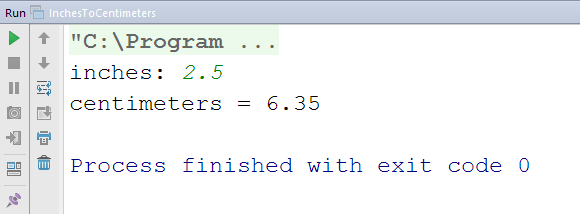 Run InchesToCentimeters
"C:\Program ...
inches: 2.5
centimeters = 6.35
Process finished with exit code 0